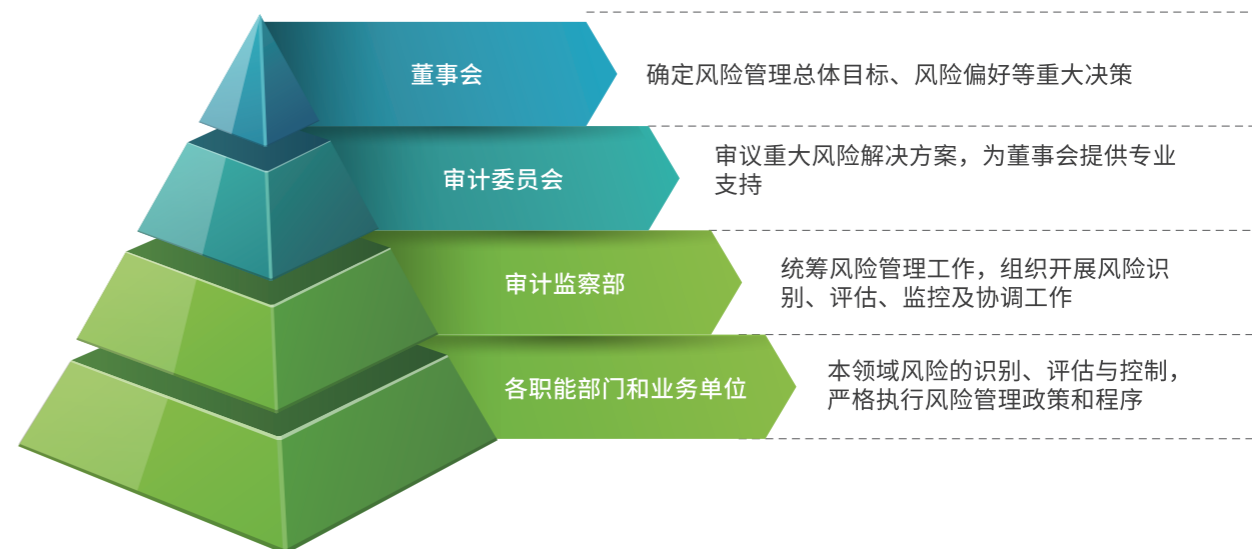 董事会
确定风险管理总体目标、风险偏好等重大决策
审计委员会
审议重大风险解决方案，为董事会提供专业
支持
审计监察部
统筹风险管理工作，组织开展风险识
别、评估、监控及协调工作
各职能部门和业务单位
本领域风险的识别、评估与控制，
严格执行风险管理政策和程序